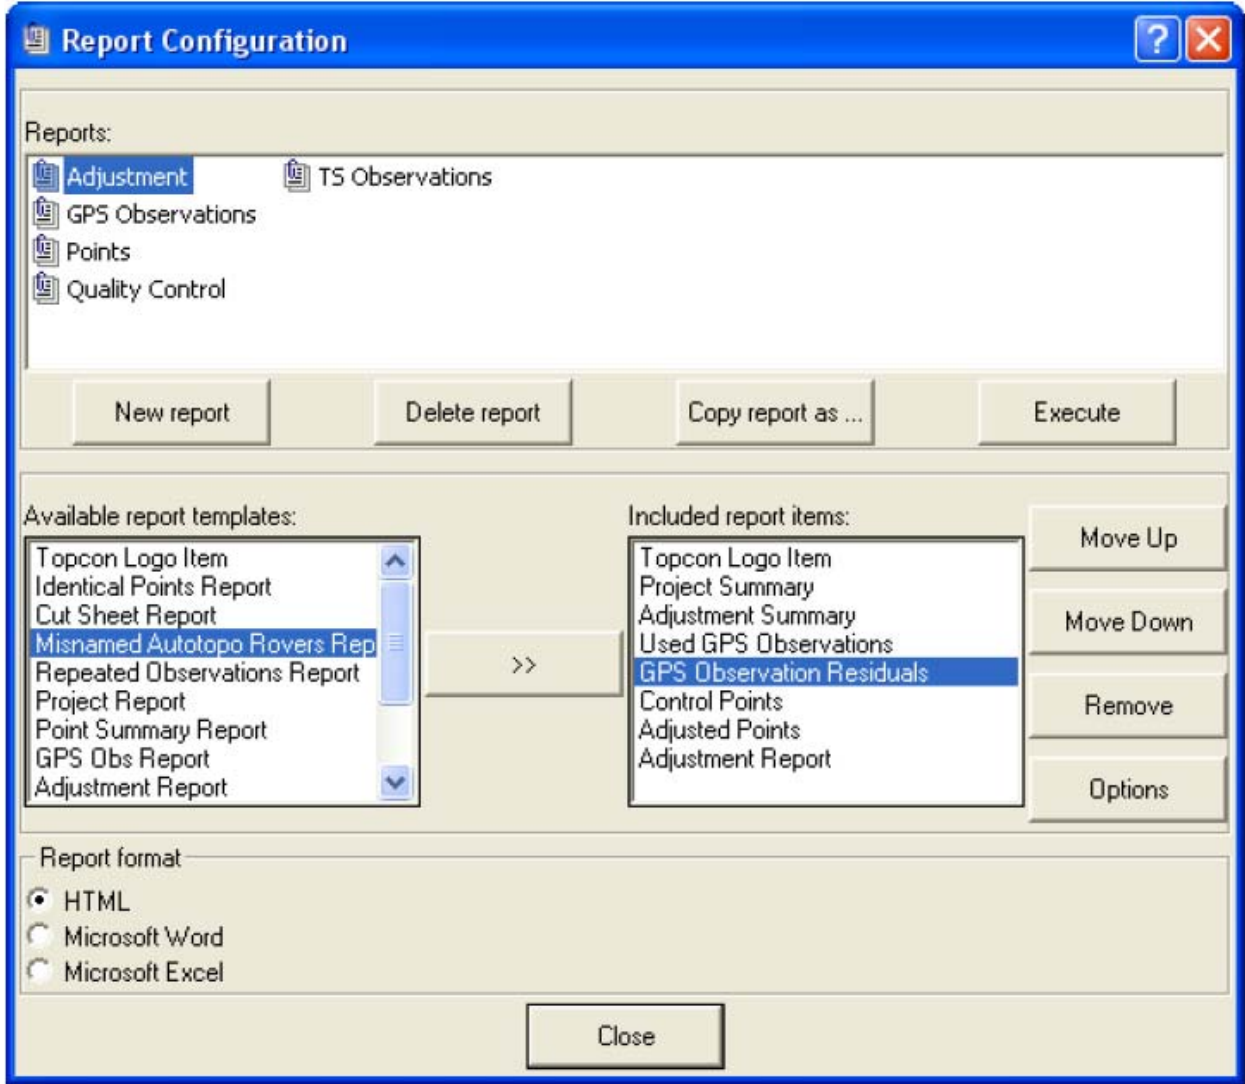 Report Configuration
Reports:
Adjustment
TS Observations
GPS Observations
Points
Quality Control
New report
Delete report
Copy report as ...
Execute
Available report templates:
Topcon Logo Item
Identical Points Report
Cut Sheet Report
Misnamed Autotopo Rovers Rep
Repeated Observations Report
Project Report
Point Summary Report
GPS Obs Report
Adjustment Report
>>
Included report items:
Topcon Logo Item
Project Summary
Adjustment Summary
Used GPS Observations
GPS Observation Residuals
Control Points
Adjusted Points
Adjustment Report
Move Up
Move Down
Remove
Options
Report format
HTML
Microsoft Word
Microsoft Excel
Close